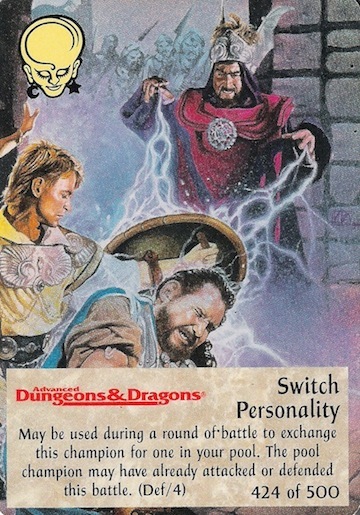 Advanced
Dungeons&Dragons®
Switch
Personality
May be used during a round of battle to exchange
this champion for one in your pool. The pool
champion may have already attacked or defended
this battle. (Def/4)
424 of 500